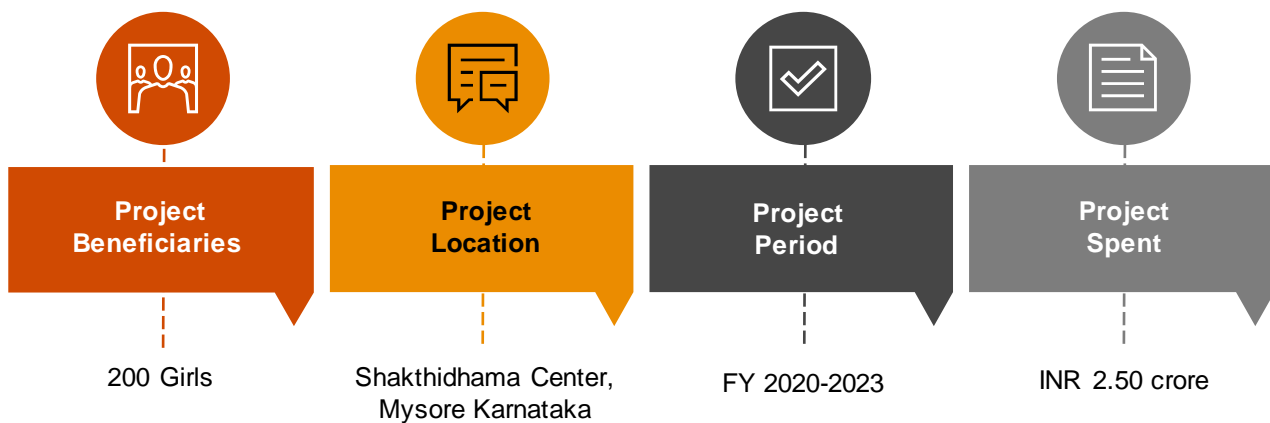 Project
Beneficiaries
Project
Location
Project
Period
Project
Spent
200 Girls
Shakthidhama Center,
Mysore Karnataka
FY 2020-2023
INR 2.50 crore